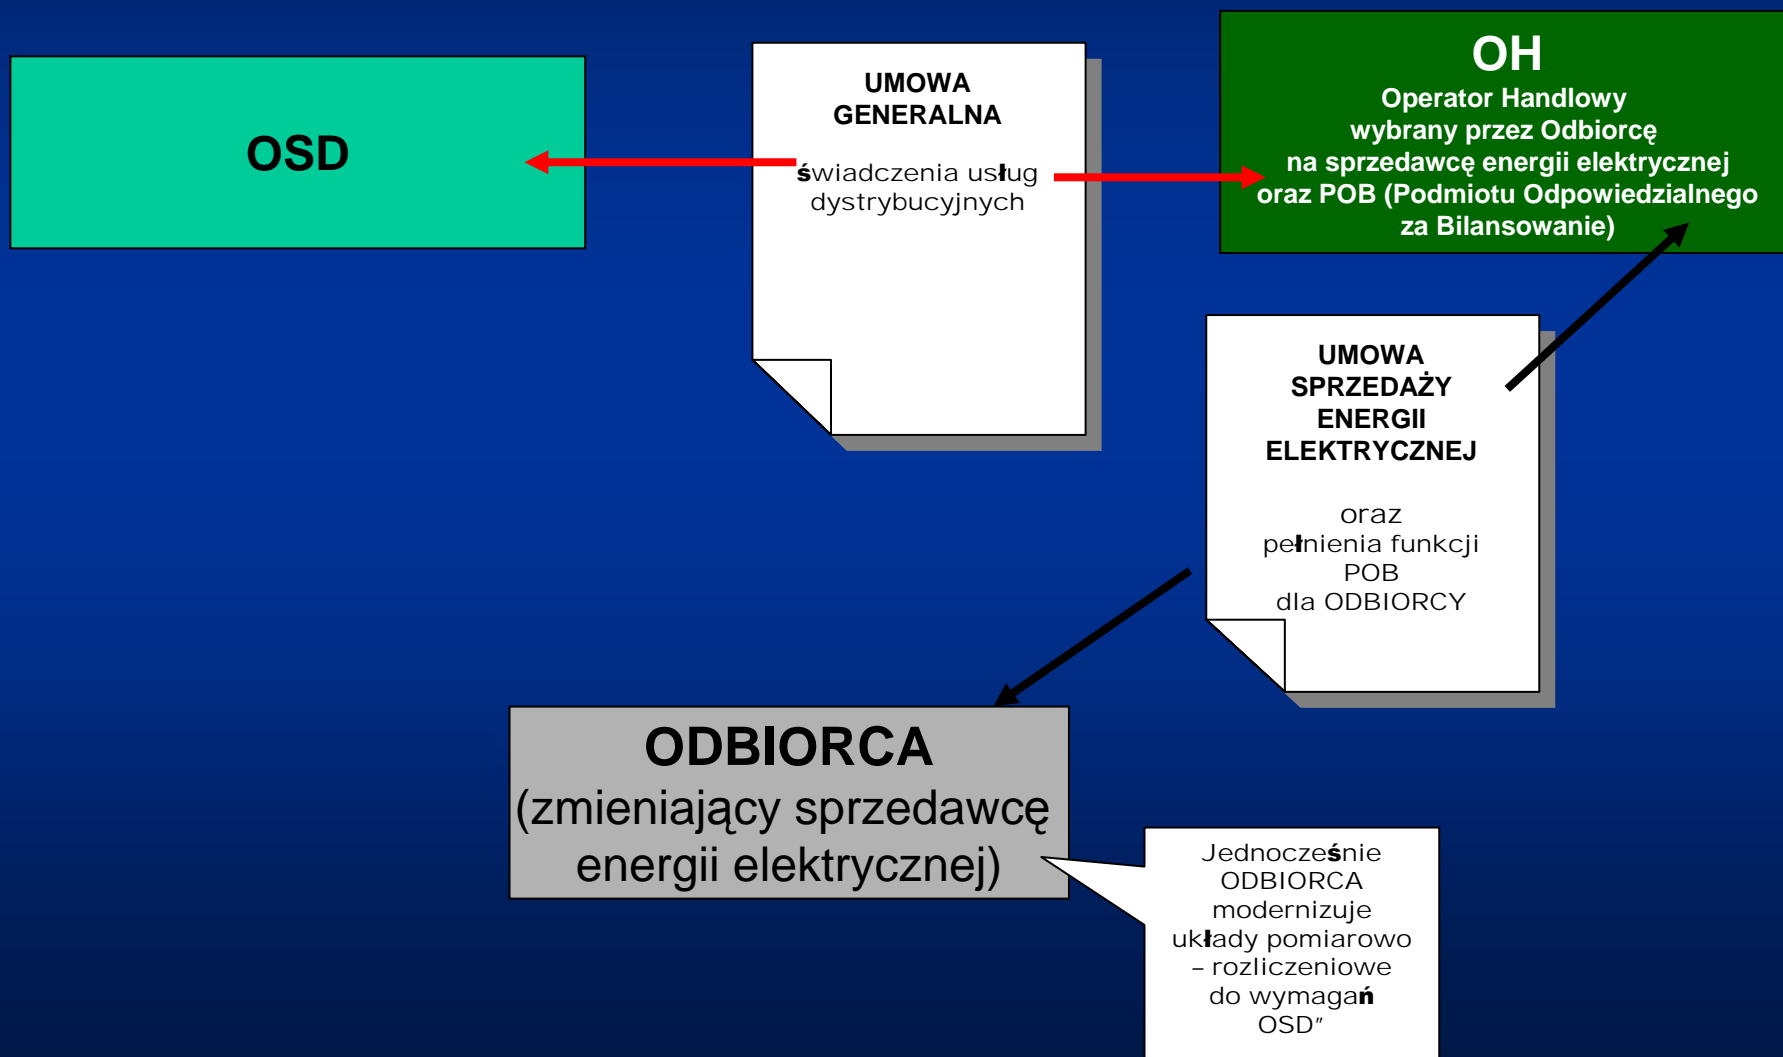 OSD
UMOWA
GENERALNA
świadczenia usług
dystrybucyjnych
OH
Operator Handlowy
wybrany przez Odbiorcę
na sprzedawcę energii elektrycznej
oraz POB (Podmiotu Odpowiedzialnego
za Bilansowanie)
UMOWA
SPRZEDAŻY
ENERGII
ELEKTRYCZNEJ
oraz
pełnienia funkcji
POB
dla ODBIORCY
ODBIORCA
(zmieniający sprzedawcę
energii elektrycznej)
Jednocześnie
ODBIORCA
modernizuje
układy pomiarowo
– rozliczeniowe
do wymagań
OSD”